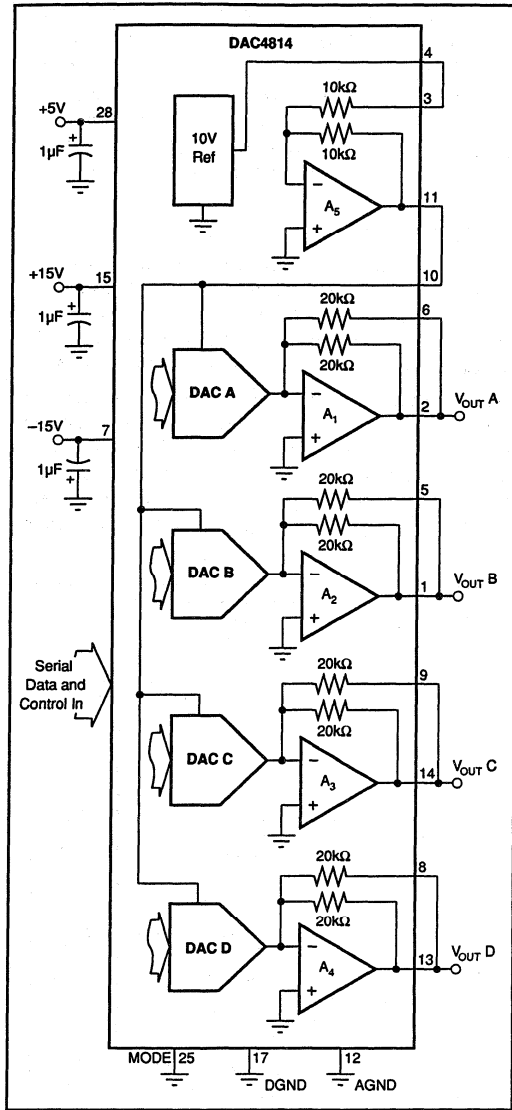 DAC4814
4
+5V
28
10kΩ
3
1µF
+
10V
Ref
10kΩ
−
A5
+
11
+15V
15
10
1µF
+
20kΩ
6
20kΩ
DAC A
−
A1
+
2
VOUT A
−15V
7
1µF
+
20kΩ
5
20kΩ
DAC B
−
A2
+
1
VOUT B
Serial
Data and
Control In
20kΩ
9
20kΩ
DAC C
−
A3
+
14
VOUT C
20kΩ
8
20kΩ
DAC D
−
A4
+
13
VOUT D
MODE 25
17
12
DGND
AGND